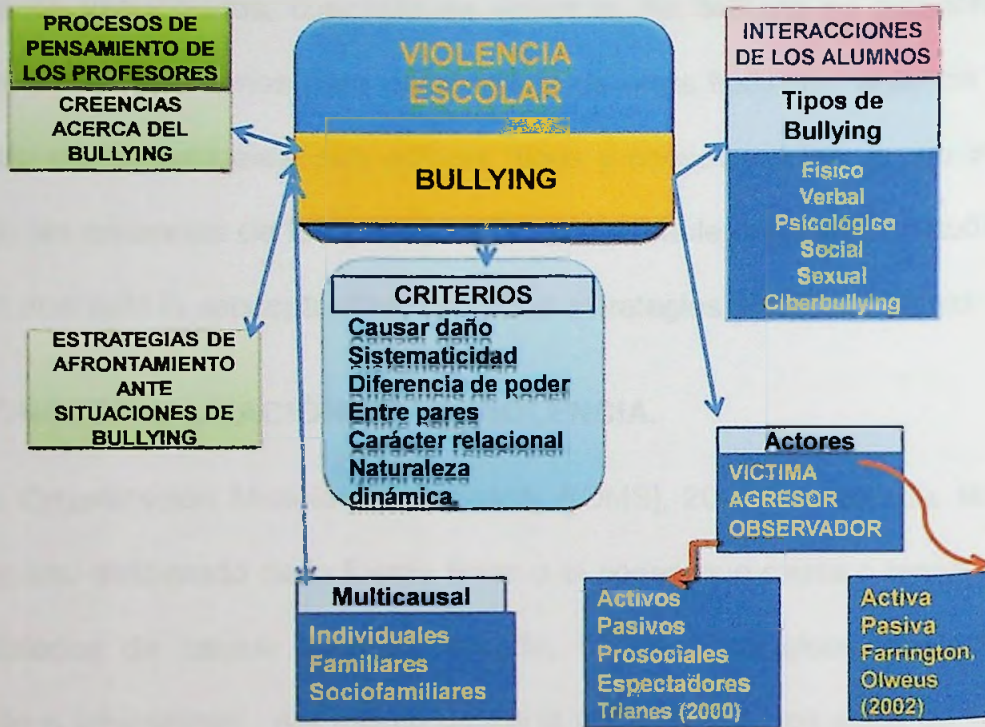 PROCESOS DE
PENSAMIENTO DE
LOS PROFESORES
CREENCIAS
ACERCA DEL
BULLYING
ESTRATEGIAS DE
AFRONTAMIENTO
ANTE
SITUACIONES DE
BULLYING
VIOLENCIA
ESCOLAR
BULLYING
CRITERIOS
Causar daño
Sistematicidad
Diferencia de poder
Entre pares
Carácter relacional
Naturaleza
dinámica.
INTERACCIONES
DE LOS ALUMNOS
Tipos de
Bullying
Fisico
Verbal
Psicológico
Social
Sexual
Ciberbullying
Actores
VICTIMA
AGRESOR
OBSERVADOR
Multicausal
Individuales
Familiares
Sociofamiliares
Activos
Pasivos
Prosociales
Espectadores
Trianes (2000)
Activa
Pasiva
Farrington,
Olweus
(2002)